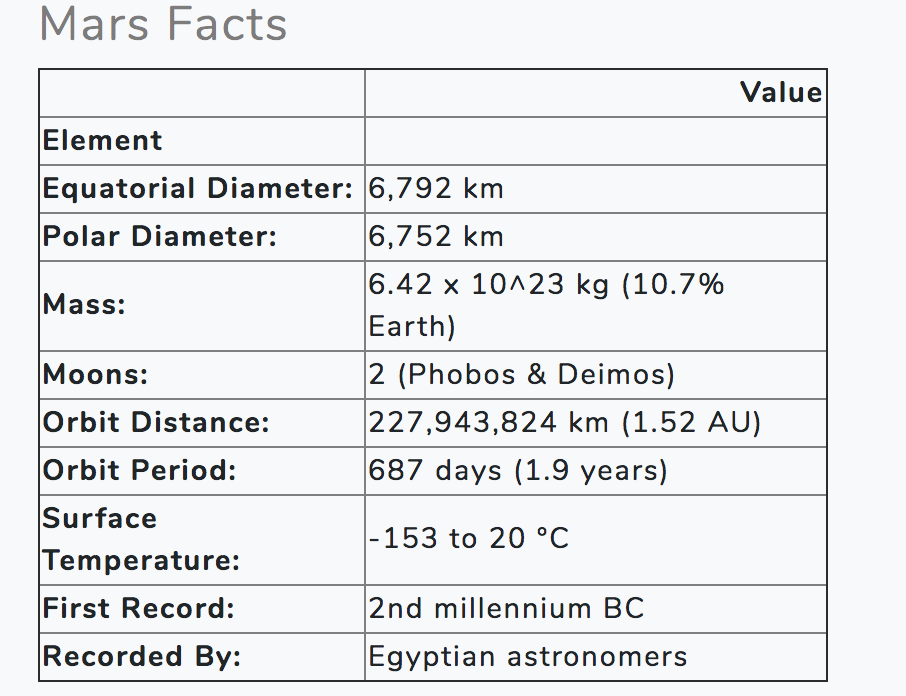 Mars Facts
Value
Element
Equatorial Diameter: 6,792 km
Polar Diameter: 6,752 km
Mass: 6.42 x 10^23 kg (10.7%
Earth)
Moons: 2 (Phobos & Deimos)
Orbit Distance: 227,943,824 km (1.52 AU)
Orbit Period: 687 days (1.9 years)
Surface
Temperature: -153 to 20 °C
First Record: 2nd millennium BC
Recorded By: Egyptian astronomers